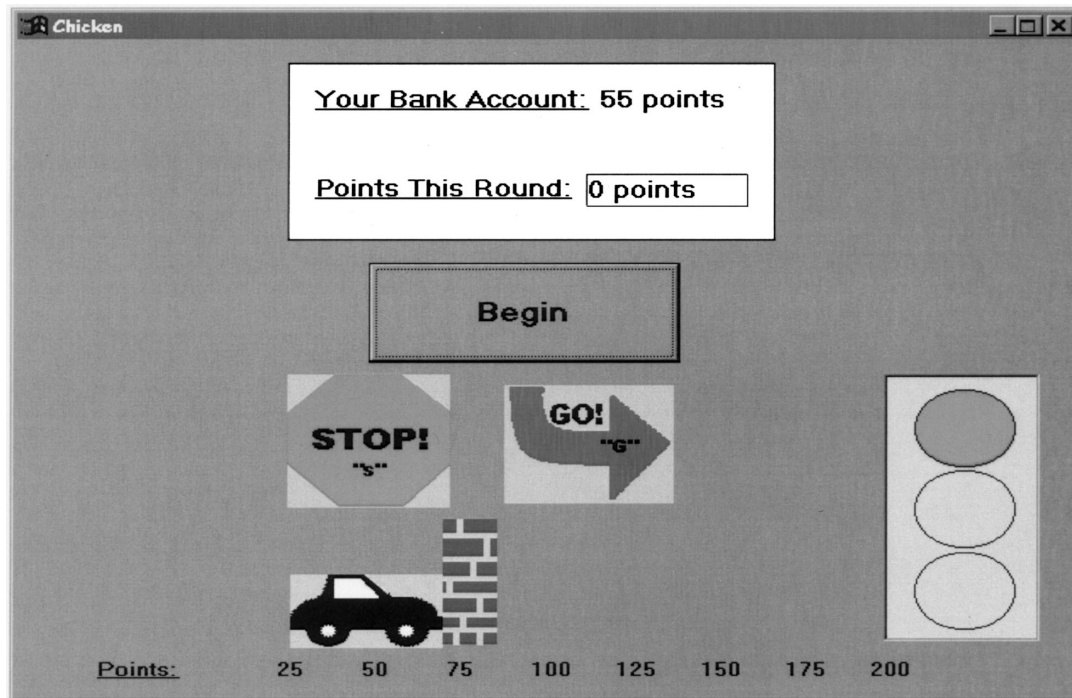 Chicken
Your Bank Account: 55 points
Points This Round: 0 points
Begin
STOP!
"s"
GO!
"G"
Points: 25 50 75 100 125 150 175 200